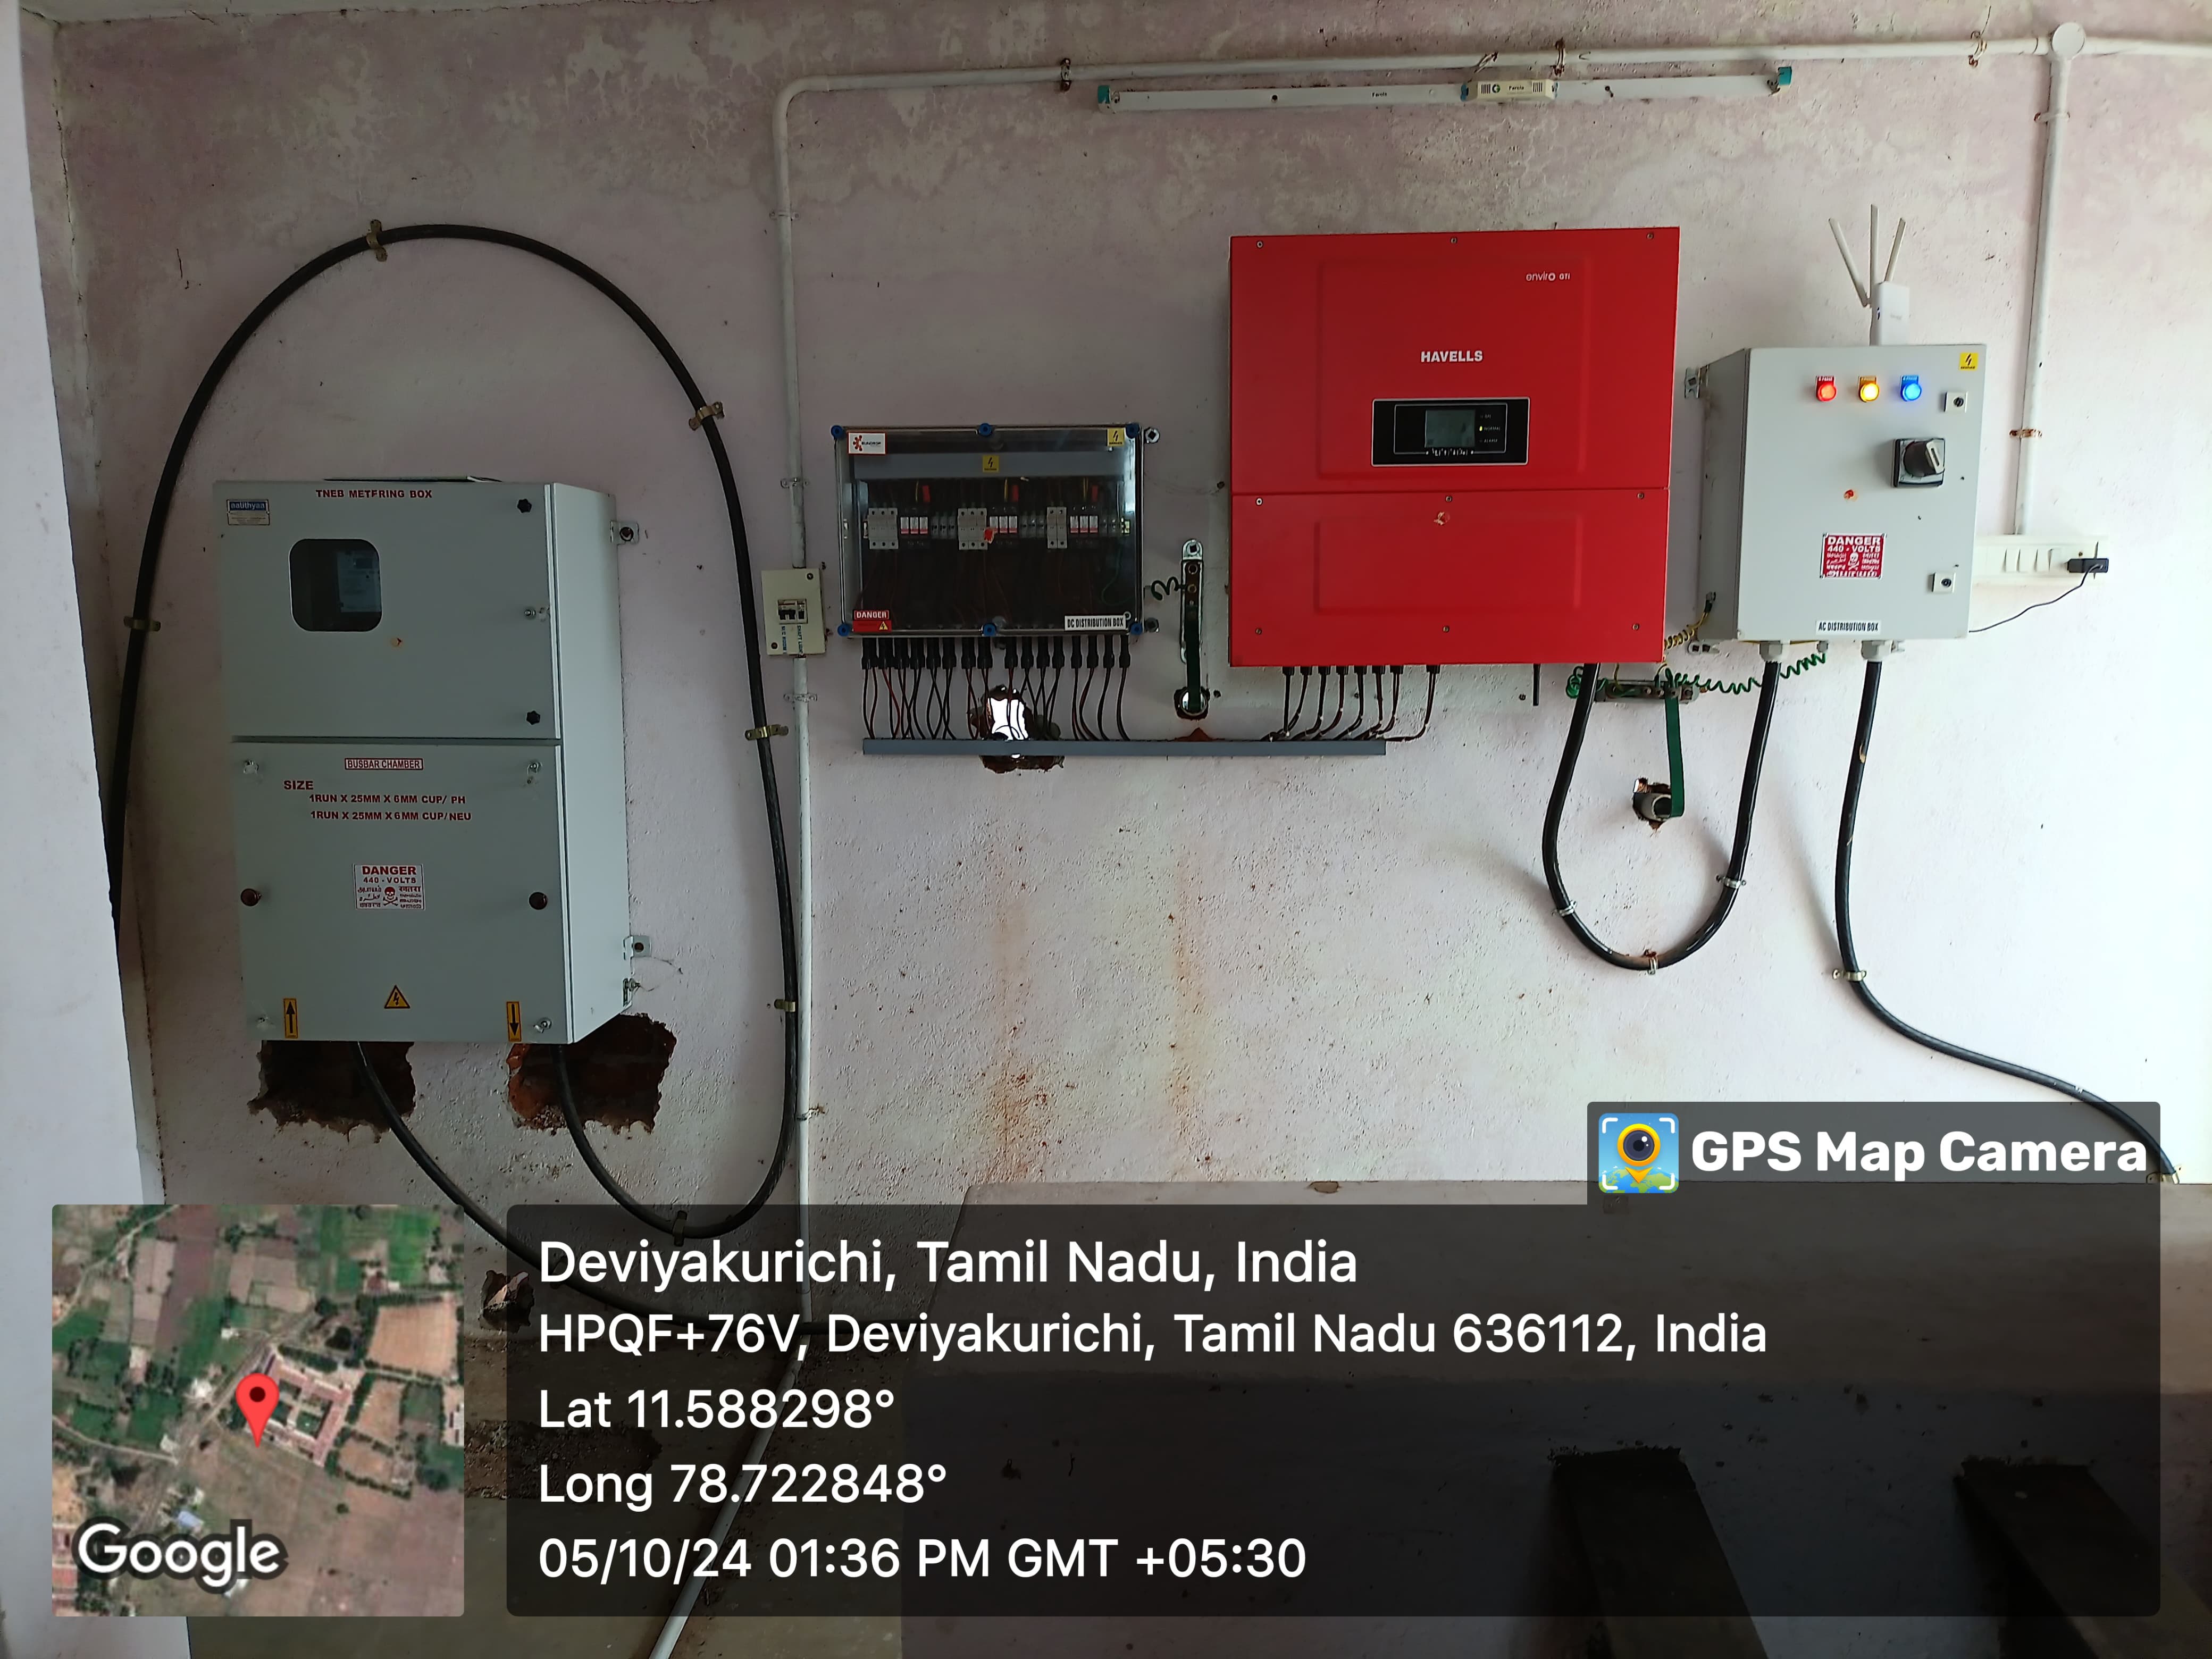 TNEB METERING BOX
aatithyaa
BUSBAR CHAMBER
SIZE
1RUN X 25MM X 6MM CUP/ PH
1RUN X 25MM X 6MM CUP/NEU
DANGER
440 - VOLTS
DANGER
DC DISTRIBUTION BOX
enviro GTi
HAVELLS
NORMAL
DANGER
440 - VOLTS
AC DISTRIBUTION BOX
GPS Map Camera
Google
Deviyakurichi, Tamil Nadu, India
HPQF+76V, Deviyakurichi, Tamil Nadu 636112, India
Lat 11.588298°
Long 78.722848°
05/10/24 01:36 PM GMT +05:30